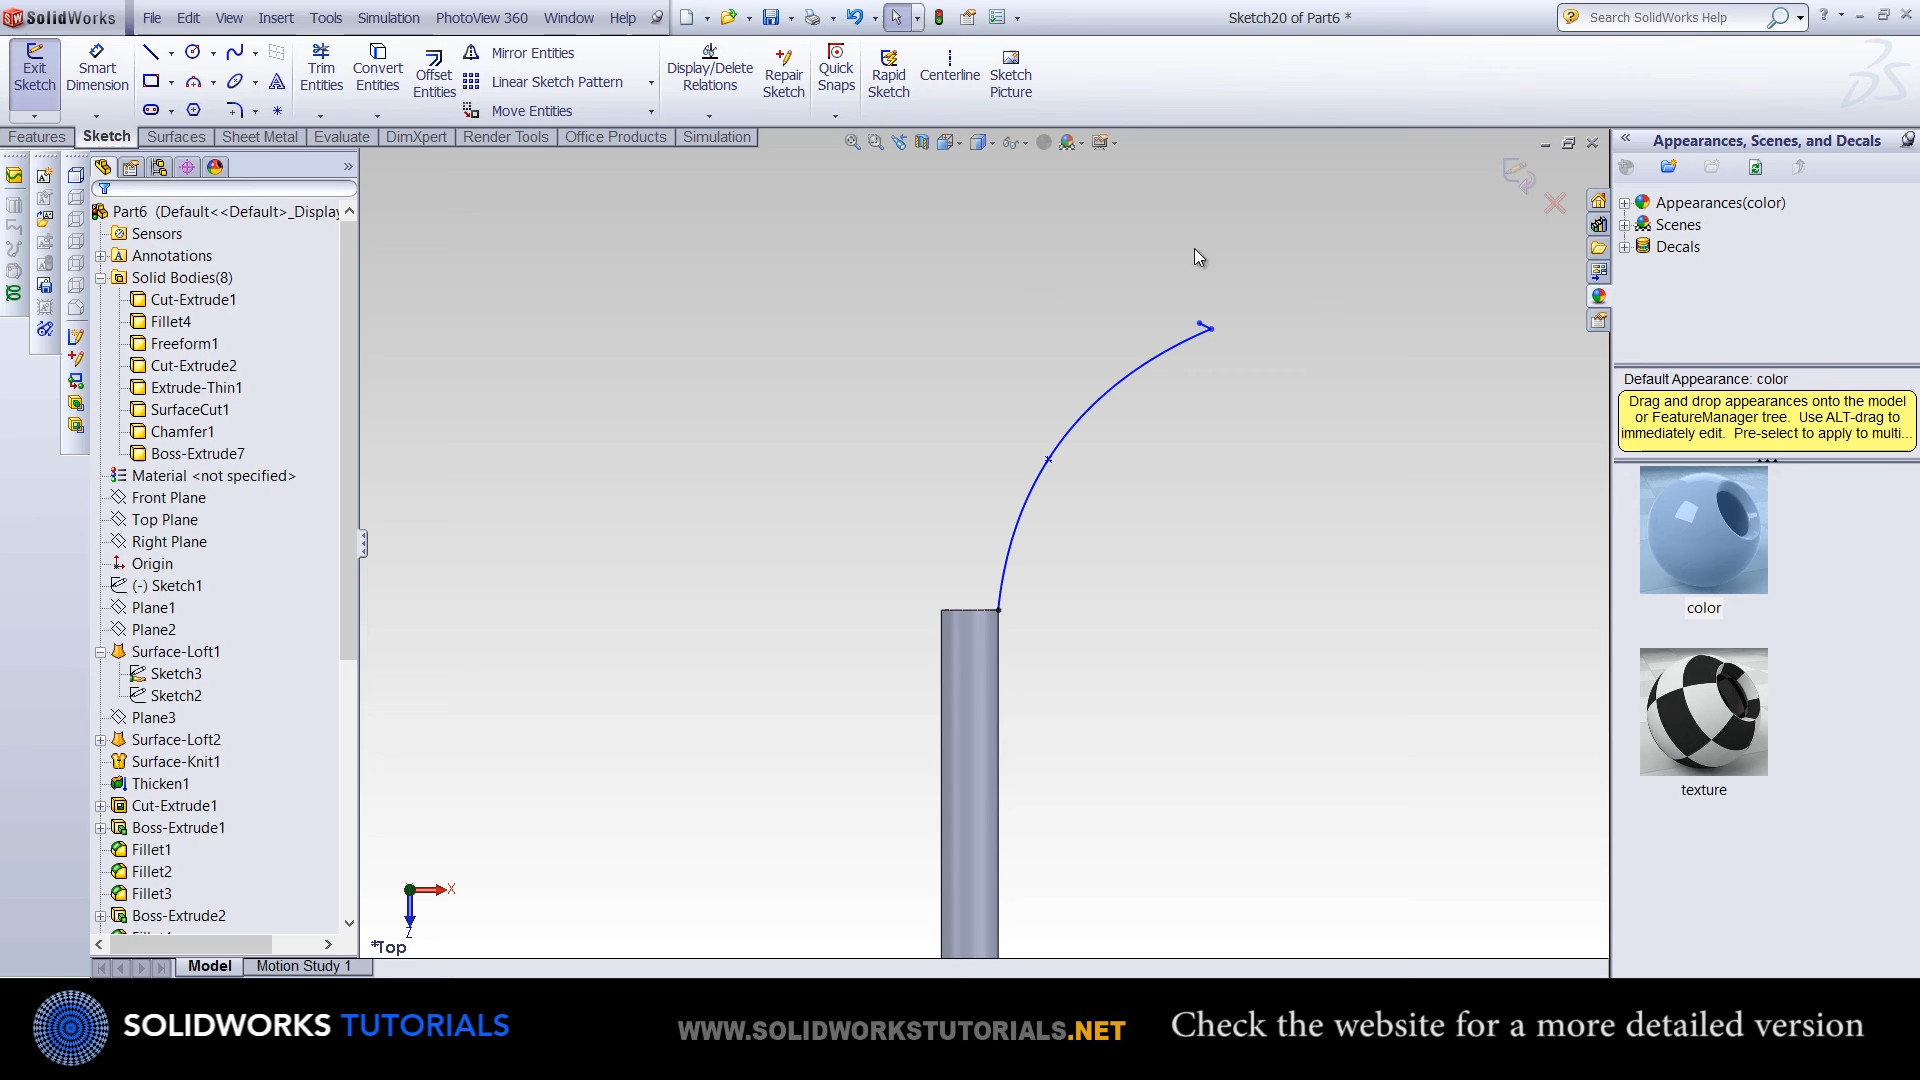 SolidWorks File Edit View Insert Tools Simulation PhotoView 360 Window Help Sketch20 of Part6 * Search SolidWorks Help
Exit Sketch
Smart Dimension
Trim Entities
Convert Entities
Offset Entities
Mirror Entities
Linear Sketch Pattern
Move Entities
Display/Delete Relations
Repair Sketch
Quick Snaps
Rapid Sketch
Centerline
Sketch Picture
Features Sketch Surfaces Sheet Metal Evaluate DimXpert Render Tools Office Products Simulation
Part6 (Default<<Default>_Display
Sensors
Annotations
Solid Bodies(8)
Cut-Extrude1
Fillet4
Freeform1
Cut-Extrude2
Extrude-Thin1
SurfaceCut1
Chamfer1
Boss-Extrude7
Material <not specified>
Front Plane
Top Plane
Right Plane
Origin
(-) Sketch1
Plane1
Plane2
Surface-Loft1
Sketch3
Sketch2
Plane3
Surface-Loft2
Surface-Knit1
Thicken1
Cut-Extrude1
Boss-Extrude1
Fillet1
Fillet2
Fillet3
Boss-Extrude2
X
Z
*Top
Model Motion Study 1
Appearances, Scenes, and Decals
Appearances(color)
Scenes
Decals
Default Appearance: color
Drag and drop appearances onto the model
or FeatureManager tree. Use ALT-drag to
immediately edit. Pre-select to apply to multi...
color
texture
SOLIDWORKS TUTORIALS
WWW.SOLIDWORKSTUTORIALS.NET
Check the website for a more detailed version